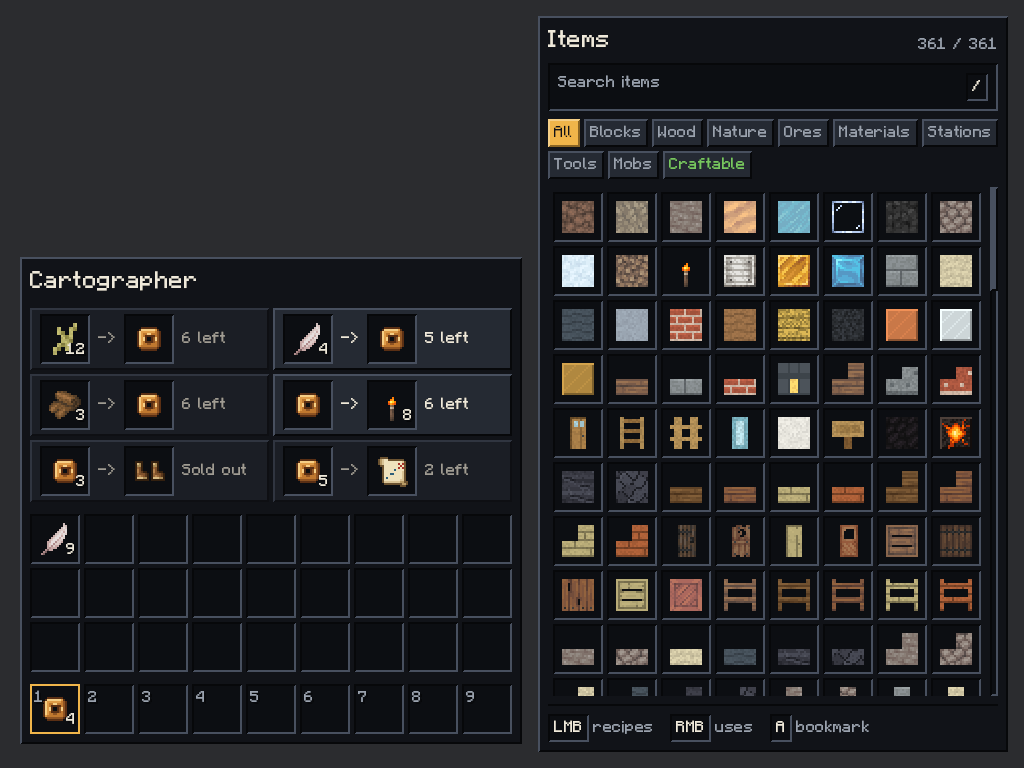 Items
361 / 361
Search items
/
All Blocks Wood Nature Ores Materials Stations
Tools Mobs Craftable
Cartographer
12 -> 6 left
4 -> 5 left
3 -> 6 left
-> 8 6 left
3 -> Sold out
5 -> 2 left
9
1 4 2 3 4 5 6 7 8 9
LMB recipes RMB uses A bookmark